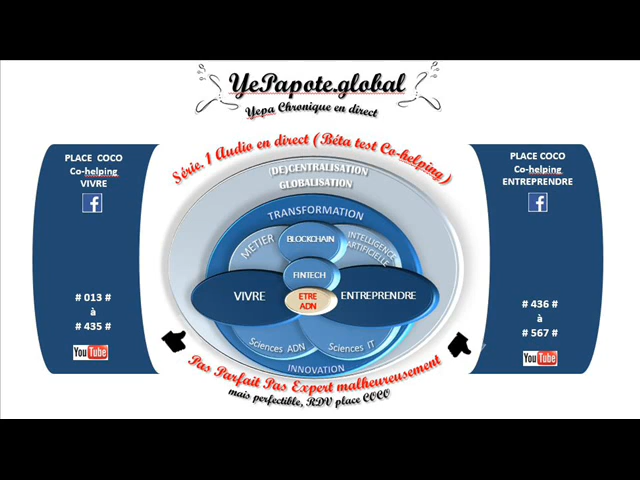 YePapote.global
Yepa Chronique en direct
Série, 1 Audio en direct (Béta test Co-helping)
PLACE COCO
Co-helping
VIVRE
# 013 #
à
# 435 #
YouTube
(DE)CENTRALISATION
GLOBALISATION
TRANSFORMATION
METIER
BLOCKCHAIN
INTELLIGENCE
ARTIFICIELLE
FINTECH
VIVRE
ETRE
ADN
ENTREPRENDRE
Sciences ADN
Sciences IT
INNOVATION
PLACE COCO
Co-helping
ENTREPRENDRE
# 436 #
à
# 567 #
YouTube
Pas Parfait Pas Expert malheureusement
mais perfectible, RDV place COCO